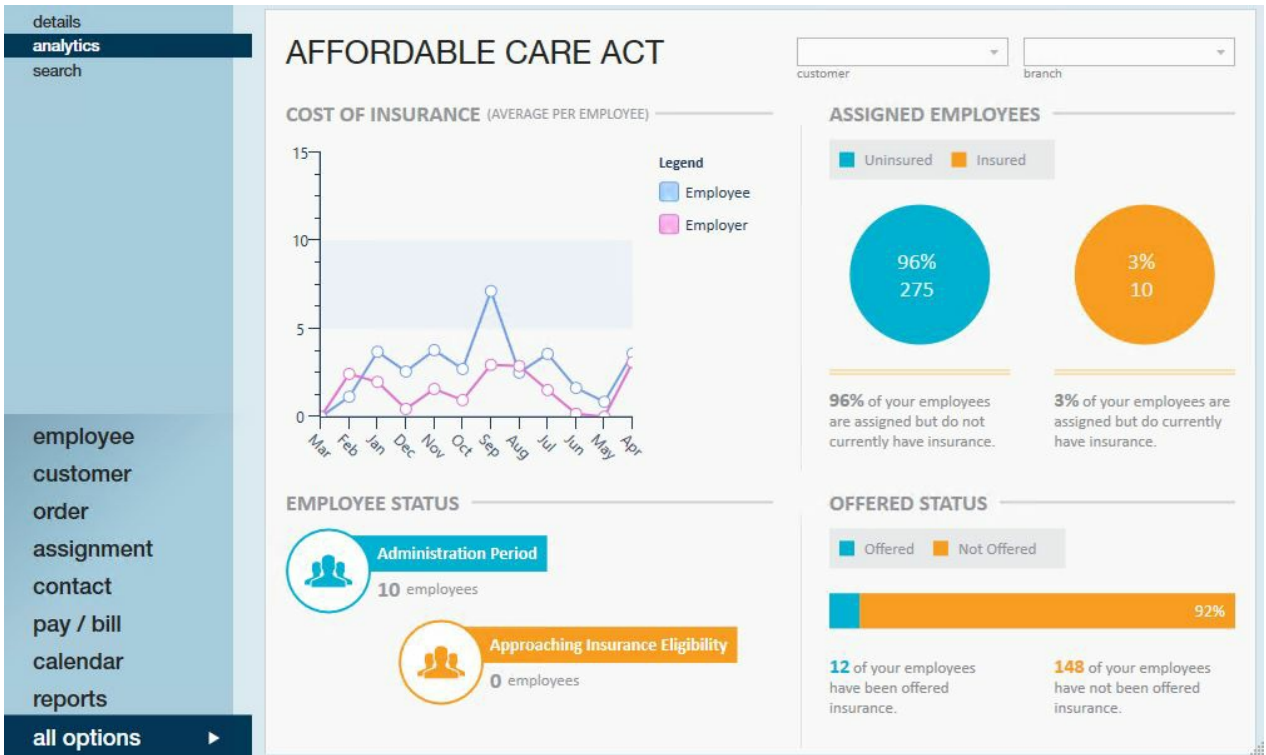 details
analytics
search
employee
customer
order
assignment
contact
pay / bill
calendar
reports
all options
AFFORDABLE CARE ACT
customer
branch
COST OF INSURANCE (AVERAGE PER EMPLOYEE)
15
10
5
0
Mar Feb Jan Dec Nov Oct Sep Aug Jul Jun May Apr
Legend
Employee
Employer
ASSIGNED EMPLOYEES
Uninsured Insured
96%
275
3%
10
96% of your employees
are assigned but do not
currently have insurance.
3% of your employees are
assigned but do currently
have insurance.
EMPLOYEE STATUS
Administration Period
10 employees
Approaching Insurance Eligibility
0 employees
OFFERED STATUS
Offered Not Offered
92%
12 of your employees
have been offered
insurance.
148 of your employees
have not been offered
insurance.